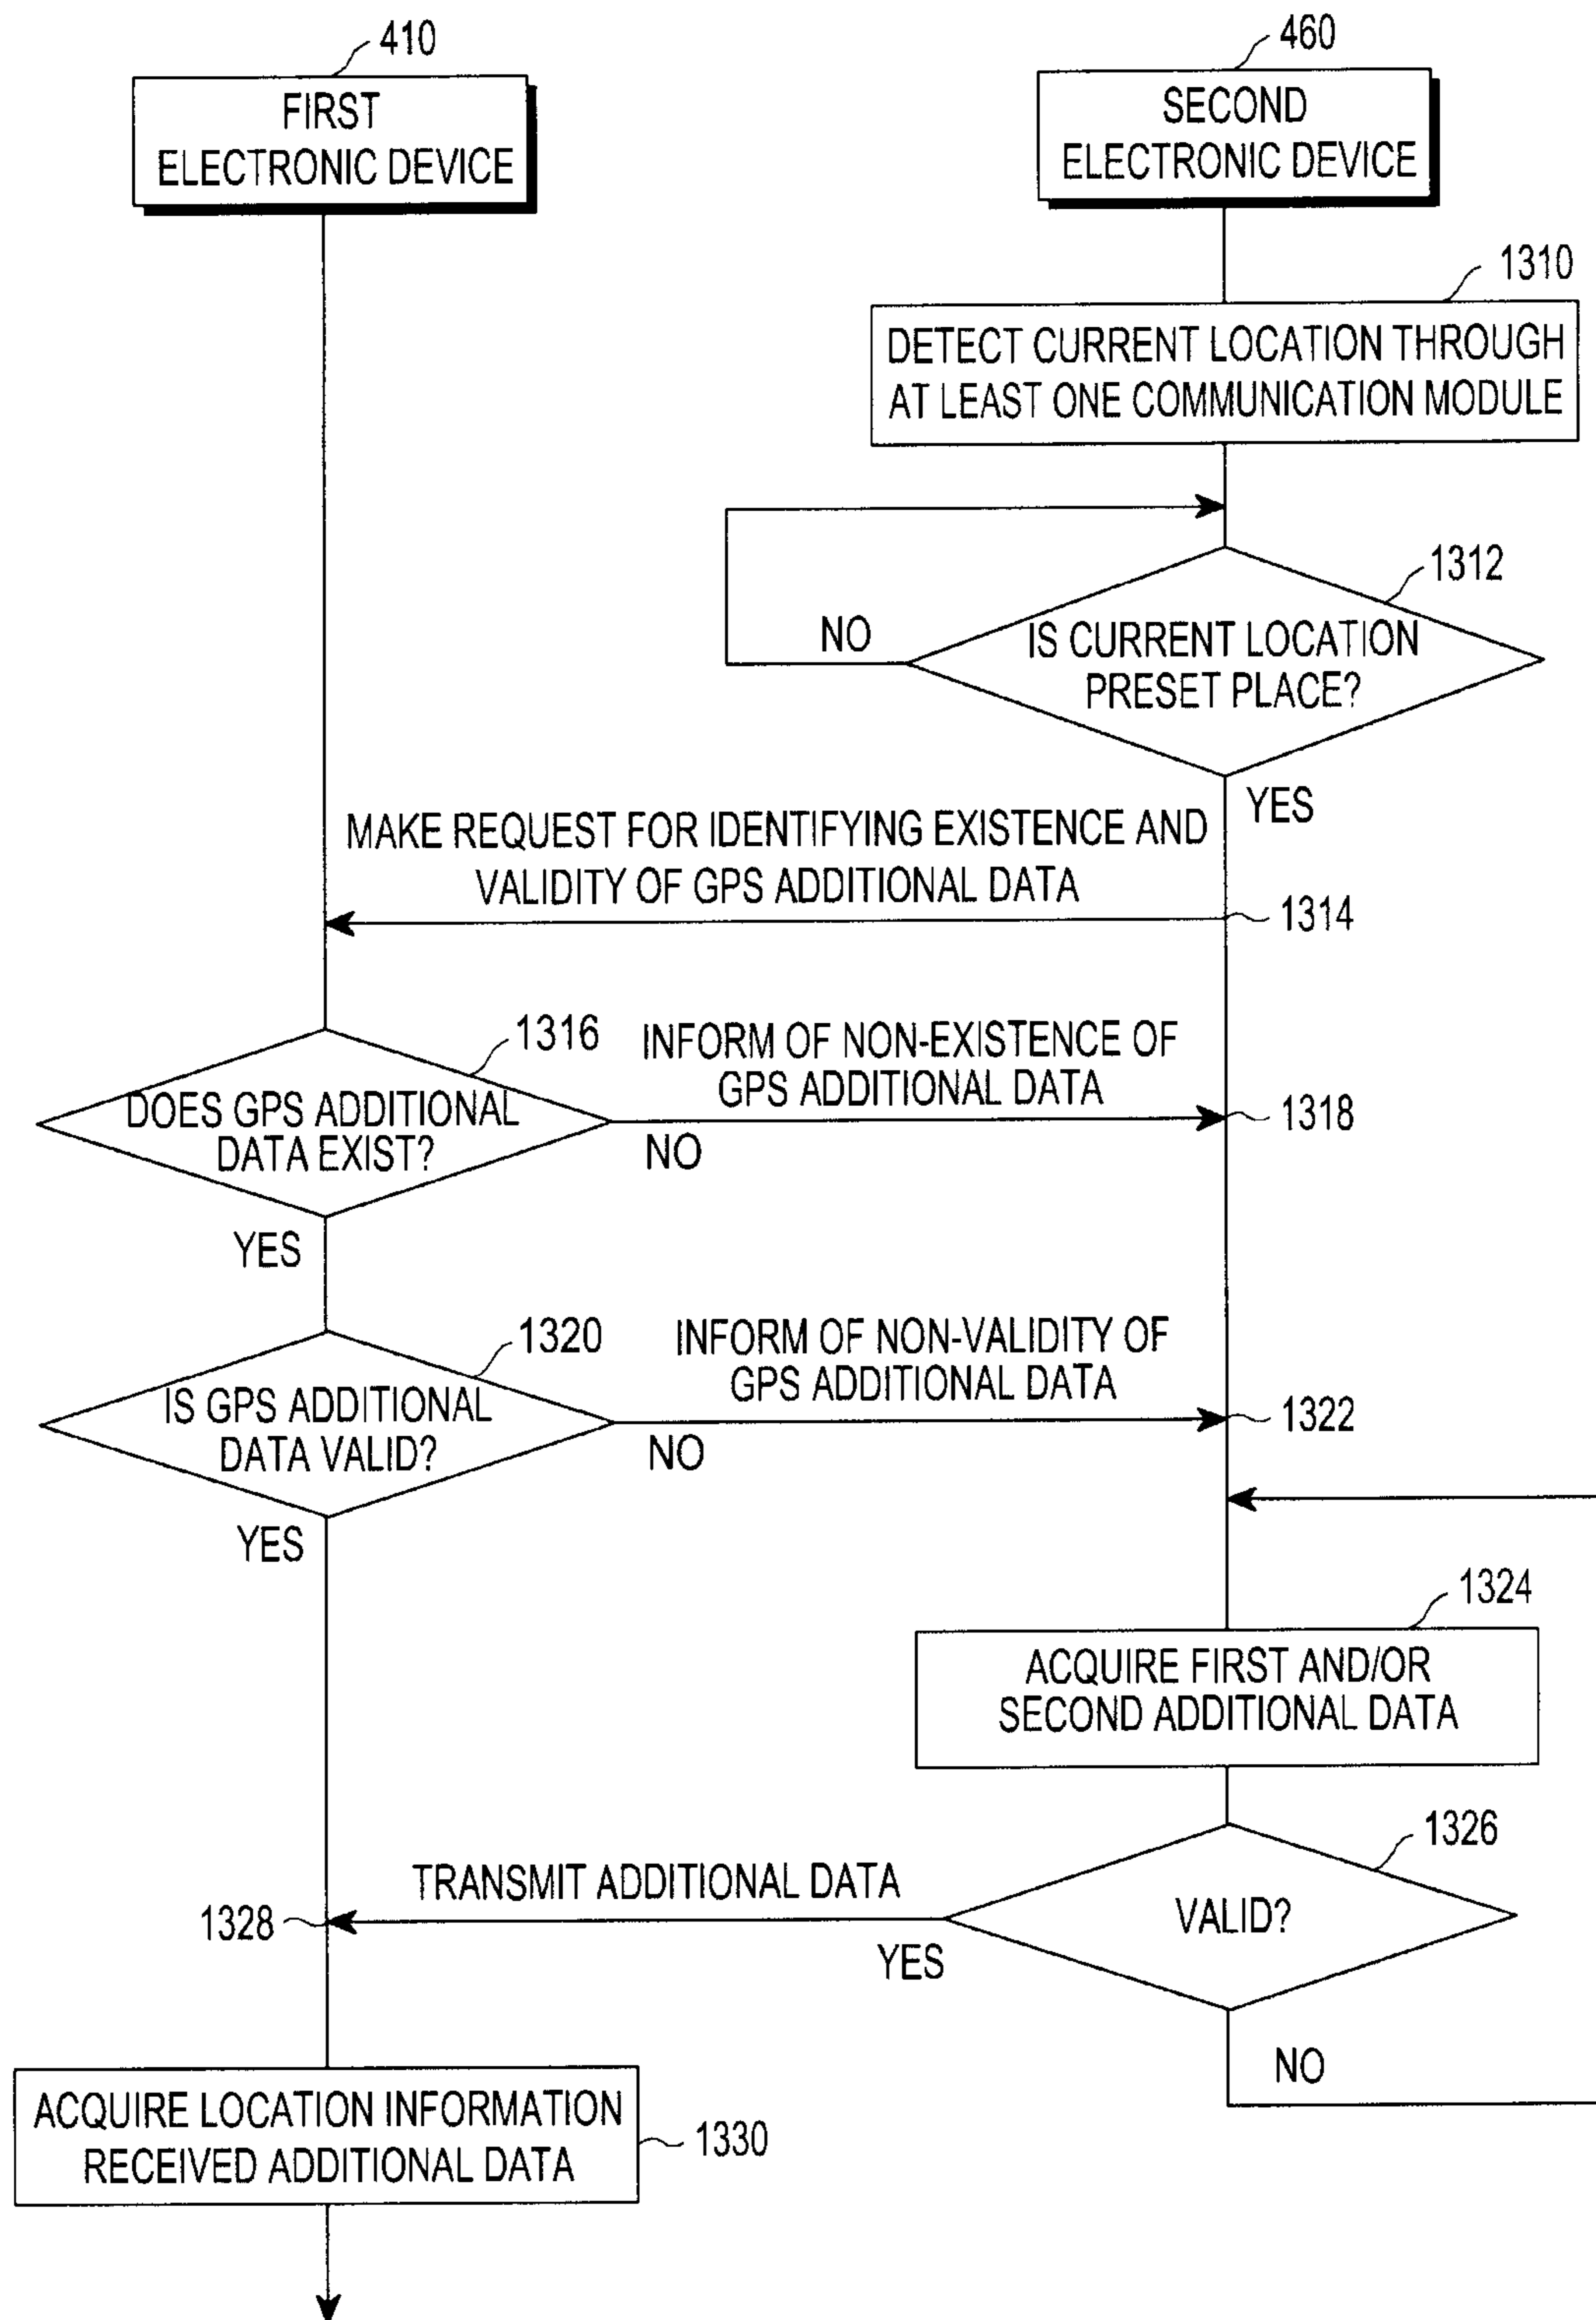 410
FIRST
ELECTRONIC DEVICE
460
SECOND
ELECTRONIC DEVICE
1310
DETECT CURRENT LOCATION THROUGH
AT LEAST ONE COMMUNICATION MODULE
1312
NO
IS CURRENT LOCATION
PRESET PLACE?
YES
MAKE REQUEST FOR IDENTIFYING EXISTENCE AND
VALIDITY OF GPS ADDITIONAL DATA
1314
1316
DOES GPS ADDITIONAL
DATA EXIST?
INFORM OF NON-EXISTENCE OF
GPS ADDITIONAL DATA
1318
NO
YES
1320
IS GPS ADDITIONAL
DATA VALID?
INFORM OF NON-VALIDITY OF
GPS ADDITIONAL DATA
1322
NO
YES
1324
ACQUIRE FIRST AND/OR
SECOND ADDITIONAL DATA
1326
VALID?
TRANSMIT ADDITIONAL DATA
1328
YES
NO
ACQUIRE LOCATION INFORMATION
RECEIVED ADDITIONAL DATA
1330